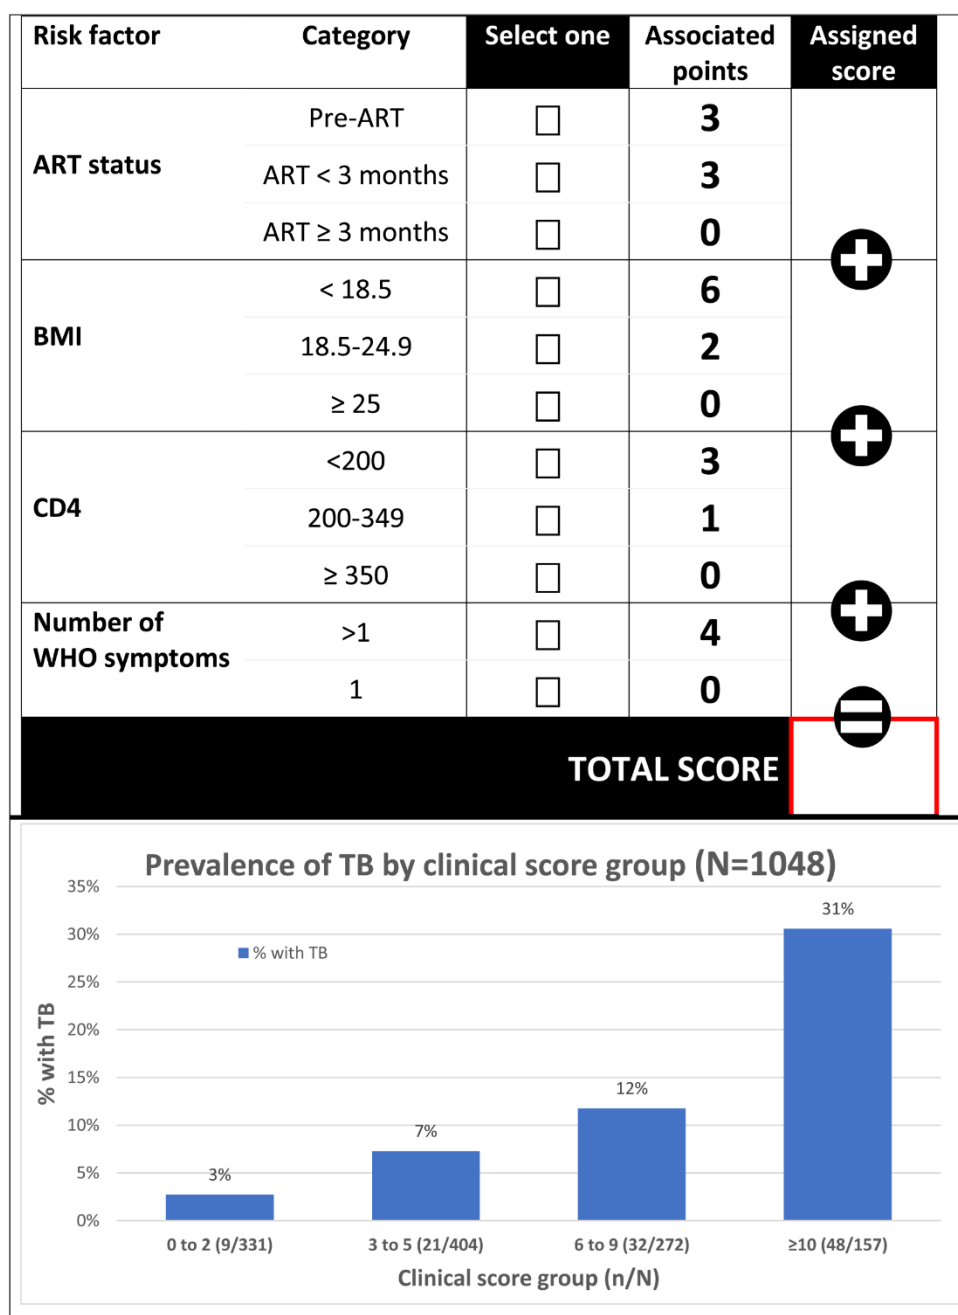 Risk factor Category Select one Associated points Assigned score
ART status
Pre-ART 3
ART < 3 months 3
ART ≥ 3 months 0
BMI
< 18.5 6
18.5-24.9 2
≥ 25 0
CD4
<200 3
200-349 1
≥ 350 0
Number of WHO symptoms
>1 4
1 0
TOTAL SCORE
Prevalence of TB by clinical score group (N=1048)
% with TB
35%
30%
25%
20%
15%
10%
5%
0%
% with TB
3%
7%
12%
31%
0 to 2 (9/331) 3 to 5 (21/404) 6 to 9 (32/272) ≥10 (48/157)
Clinical score group (n/N)